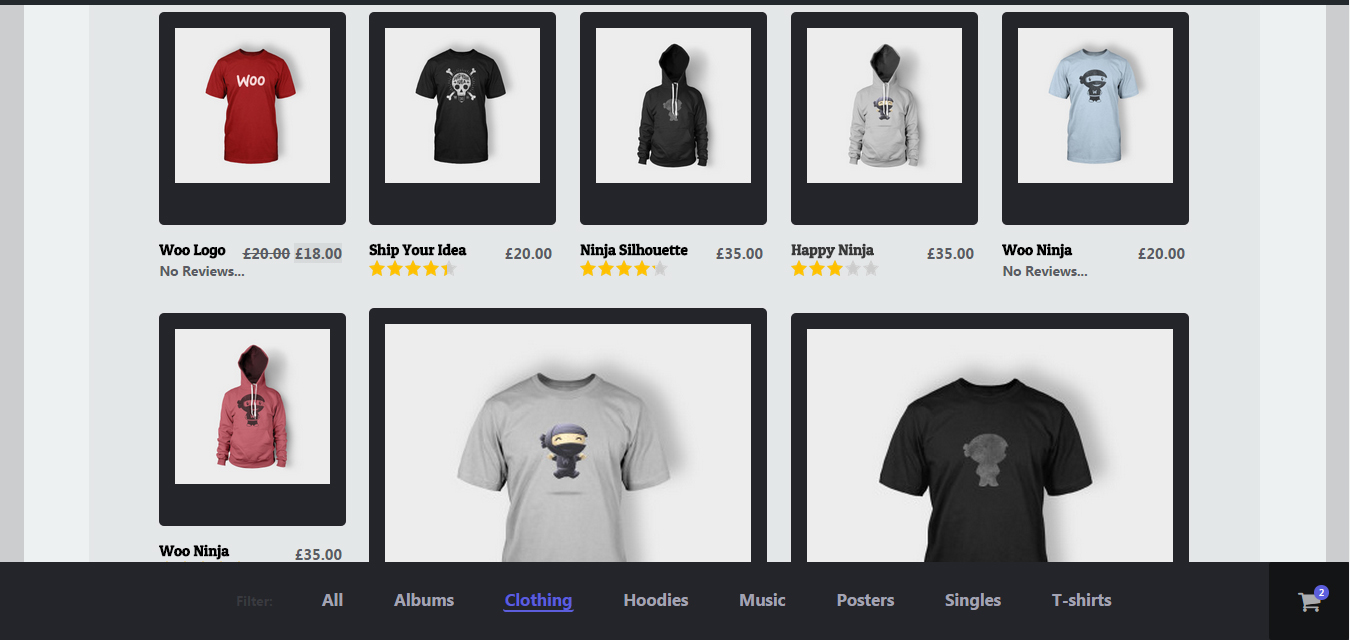 Woo
Woo Logo £20.00 £18.00
No Reviews...
Ship Your Idea £20.00
Ninja Silhouette £35.00
Happy Ninja £35.00
Woo Ninja £20.00
No Reviews...
Woo Ninja £35.00
Filter: All Albums Clothing Hoodies Music Posters Singles T-shirts
2